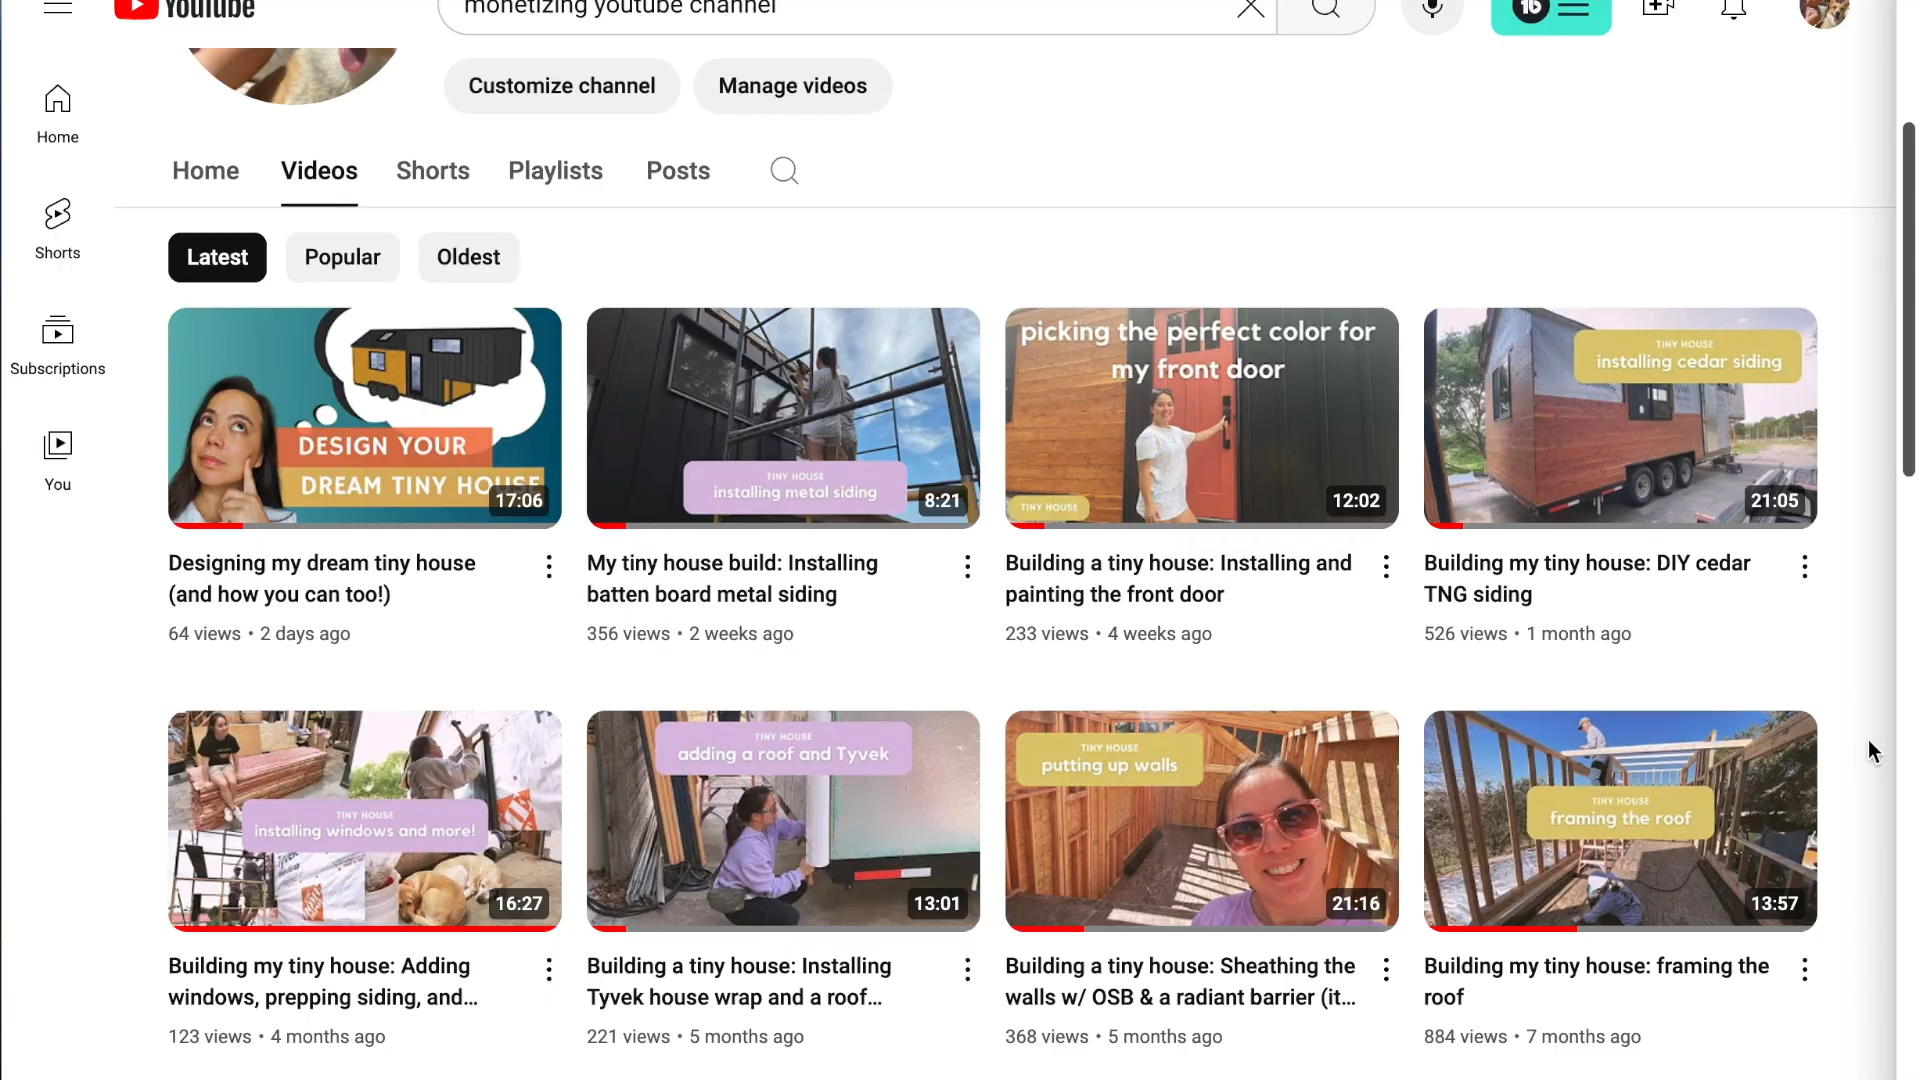 YouTube
monetizing youtube channel
16
Customize channel
Manage videos
Home
Shorts
Subscriptions
You
Home
Videos
Shorts
Playlists
Posts
Latest
Popular
Oldest
DESIGN YOUR
DREAM TINY HOUSE
17:06
Designing my dream tiny house
(and how you can too!)
64 views • 2 days ago
TINY HOUSE
installing metal siding
8:21
My tiny house build: Installing
batten board metal siding
356 views • 2 weeks ago
picking the perfect color for
my front door
TINY HOUSE
12:02
Building a tiny house: Installing and
painting the front door
233 views • 4 weeks ago
TINY HOUSE
installing cedar siding
21:05
Building my tiny house: DIY cedar
TNG siding
526 views • 1 month ago
TINY HOUSE
installing windows and more!
16:27
Building my tiny house: Adding
windows, prepping siding, and...
123 views • 4 months ago
TINY HOUSE
adding a roof and Tyvek
13:01
Building a tiny house: Installing
Tyvek house wrap and a roof...
221 views • 5 months ago
TINY HOUSE
putting up walls
21:16
Building a tiny house: Sheathing the
walls w/ OSB & a radiant barrier (it...
368 views • 5 months ago
TINY HOUSE
framing the roof
13:57
Building my tiny house: framing the
roof
884 views • 7 months ago